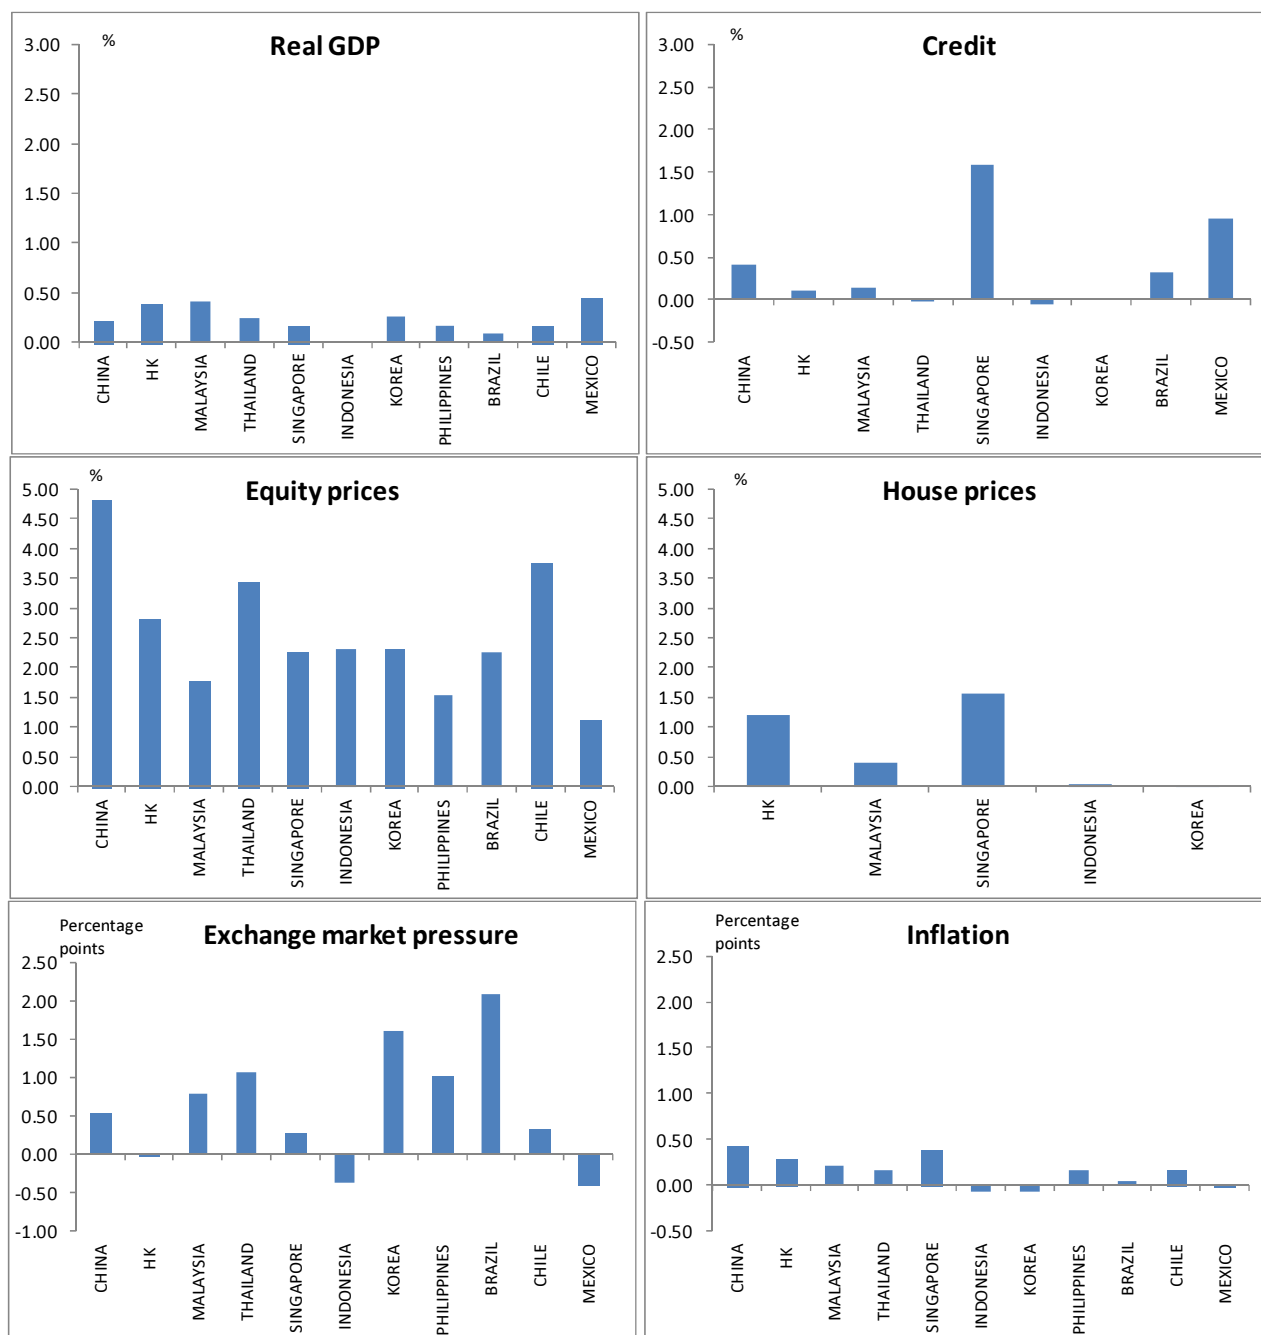 %
Real GDP
3.00
2.50
2.00
1.50
1.00
0.50
0.00
CHINA
HK
MALAYSIA
THAILAND
SINGAPORE
INDONESIA
KOREA
PHILIPPINES
BRAZIL
CHILE
MEXICO
%
Credit
3.00
2.50
2.00
1.50
1.00
0.50
0.00
-0.50
CHINA
HK
MALAYSIA
THAILAND
SINGAPORE
INDONESIA
KOREA
BRAZIL
MEXICO
%
Equity prices
5.00
4.50
4.00
3.50
3.00
2.50
2.00
1.50
1.00
0.50
0.00
CHINA
HK
MALAYSIA
THAILAND
SINGAPORE
INDONESIA
KOREA
PHILIPPINES
BRAZIL
CHILE
MEXICO
%
House prices
5.00
4.50
4.00
3.50
3.00
2.50
2.00
1.50
1.00
0.50
0.00
HK
MALAYSIA
SINGAPORE
INDONESIA
KOREA
Percentage
points
Exchange market pressure
2.50
2.00
1.50
1.00
0.50
0.00
-0.50
-1.00
CHINA
HK
MALAYSIA
THAILAND
SINGAPORE
INDONESIA
KOREA
PHILIPPINES
BRAZIL
CHILE
MEXICO
Percentage
points
Inflation
2.50
2.00
1.50
1.00
0.50
0.00
-0.50
CHINA
HK
MALAYSIA
THAILAND
SINGAPORE
INDONESIA
KOREA
PHILIPPINES
BRAZIL
CHILE
MEXICO